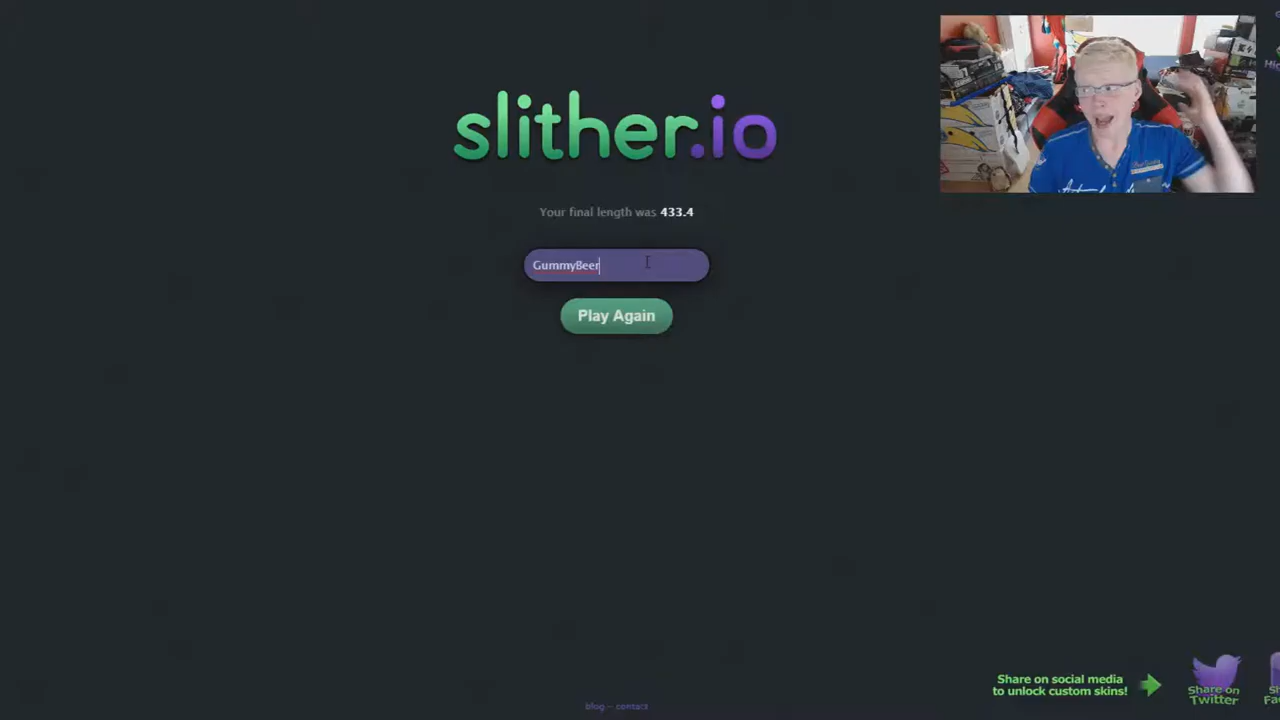 slither.io
Your final length was 433.4
GummyBeer
Play Again
Share on social media
to unlock custom skins!
Share on
Twitter
blog – contact